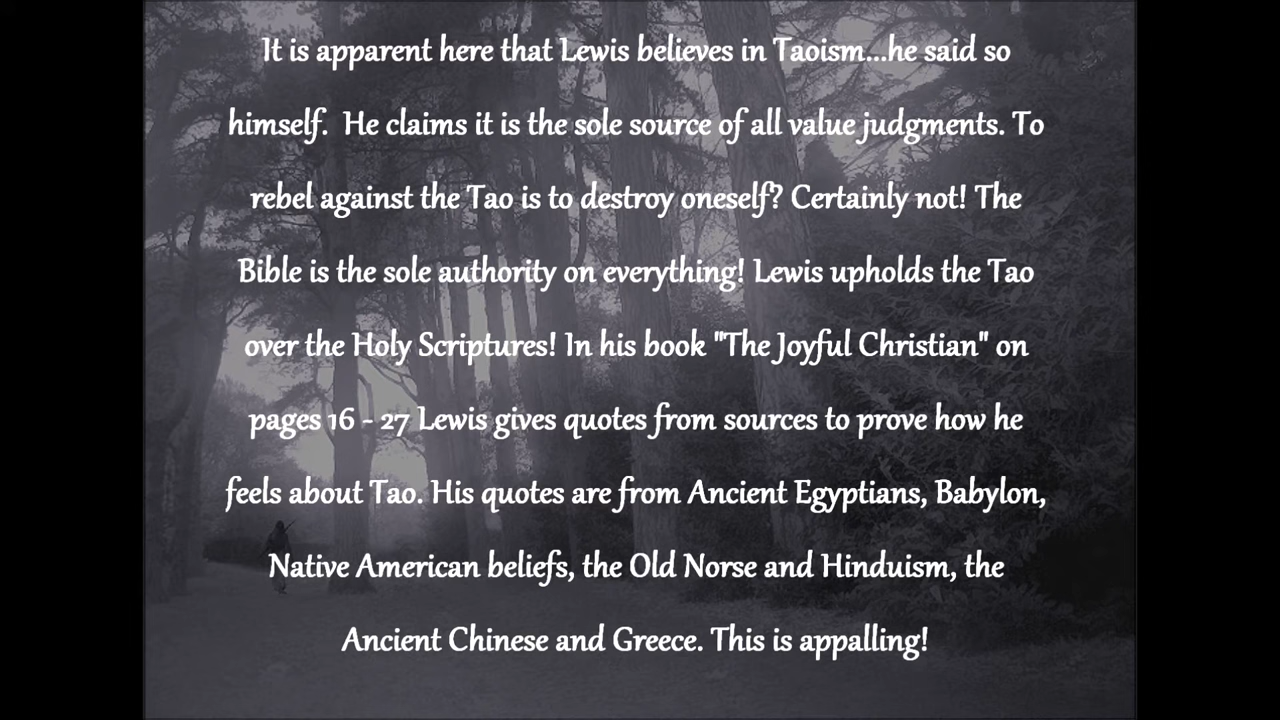 It is apparent here that Lewis believes in Taoism...he said so
himself.  He claims it is the sole source of all value judgments. To
rebel against the Tao is to destroy oneself? Certainly not! The
Bible is the sole authority on everything! Lewis upholds the Tao
over the Holy Scriptures! In his book "The Joyful Christian" on
pages 16 - 27 Lewis gives quotes from sources to prove how he
feels about Tao. His quotes are from Ancient Egyptians, Babylon,
Native American beliefs, the Old Norse and Hinduism, the
Ancient Chinese and Greece. This is appalling!